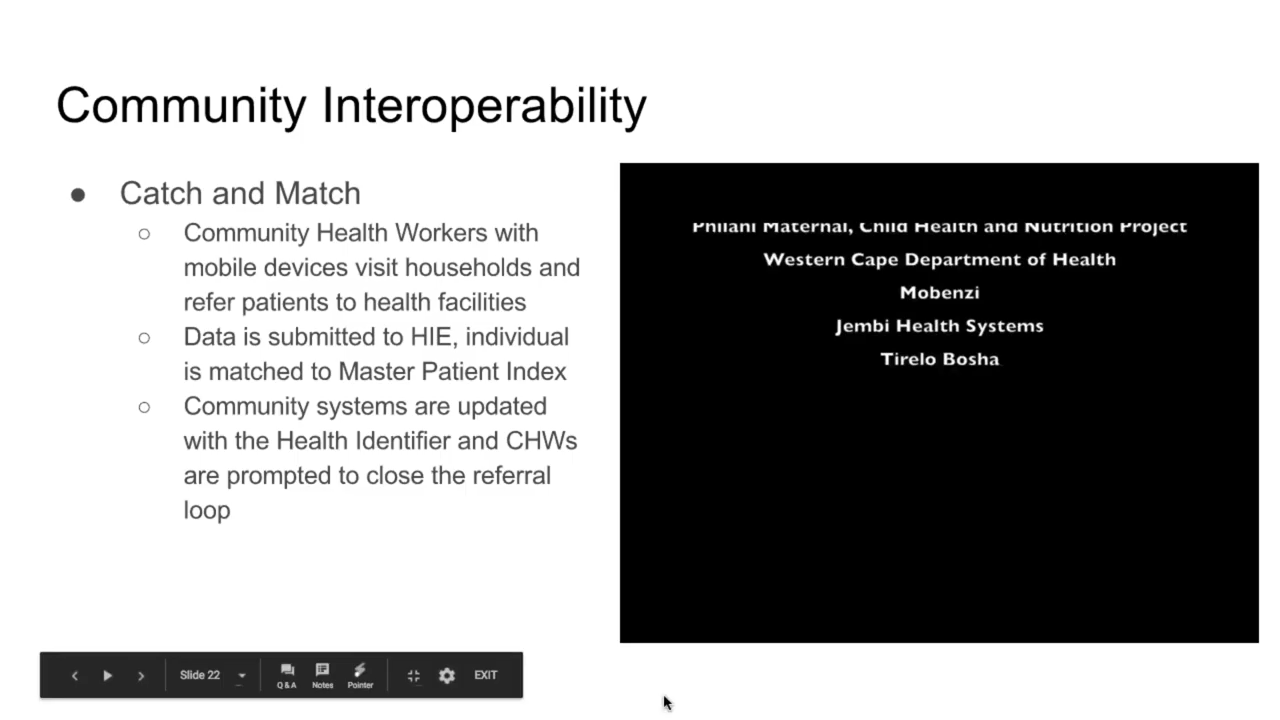 Community Interoperability
● Catch and Match
○ Community Health Workers with
mobile devices visit households and
refer patients to health facilities
○ Data is submitted to HIE, individual
is matched to Master Patient Index
○ Community systems are updated
with the Health Identifier and CHWs
are prompted to close the referral
loop
Philani Maternal, Child Health and Nutrition Project
Western Cape Department of Health
Mobenzi
Jembi Health Systems
Tirelo Bosha
Slide 22
Q & A
Notes
Pointer
EXIT